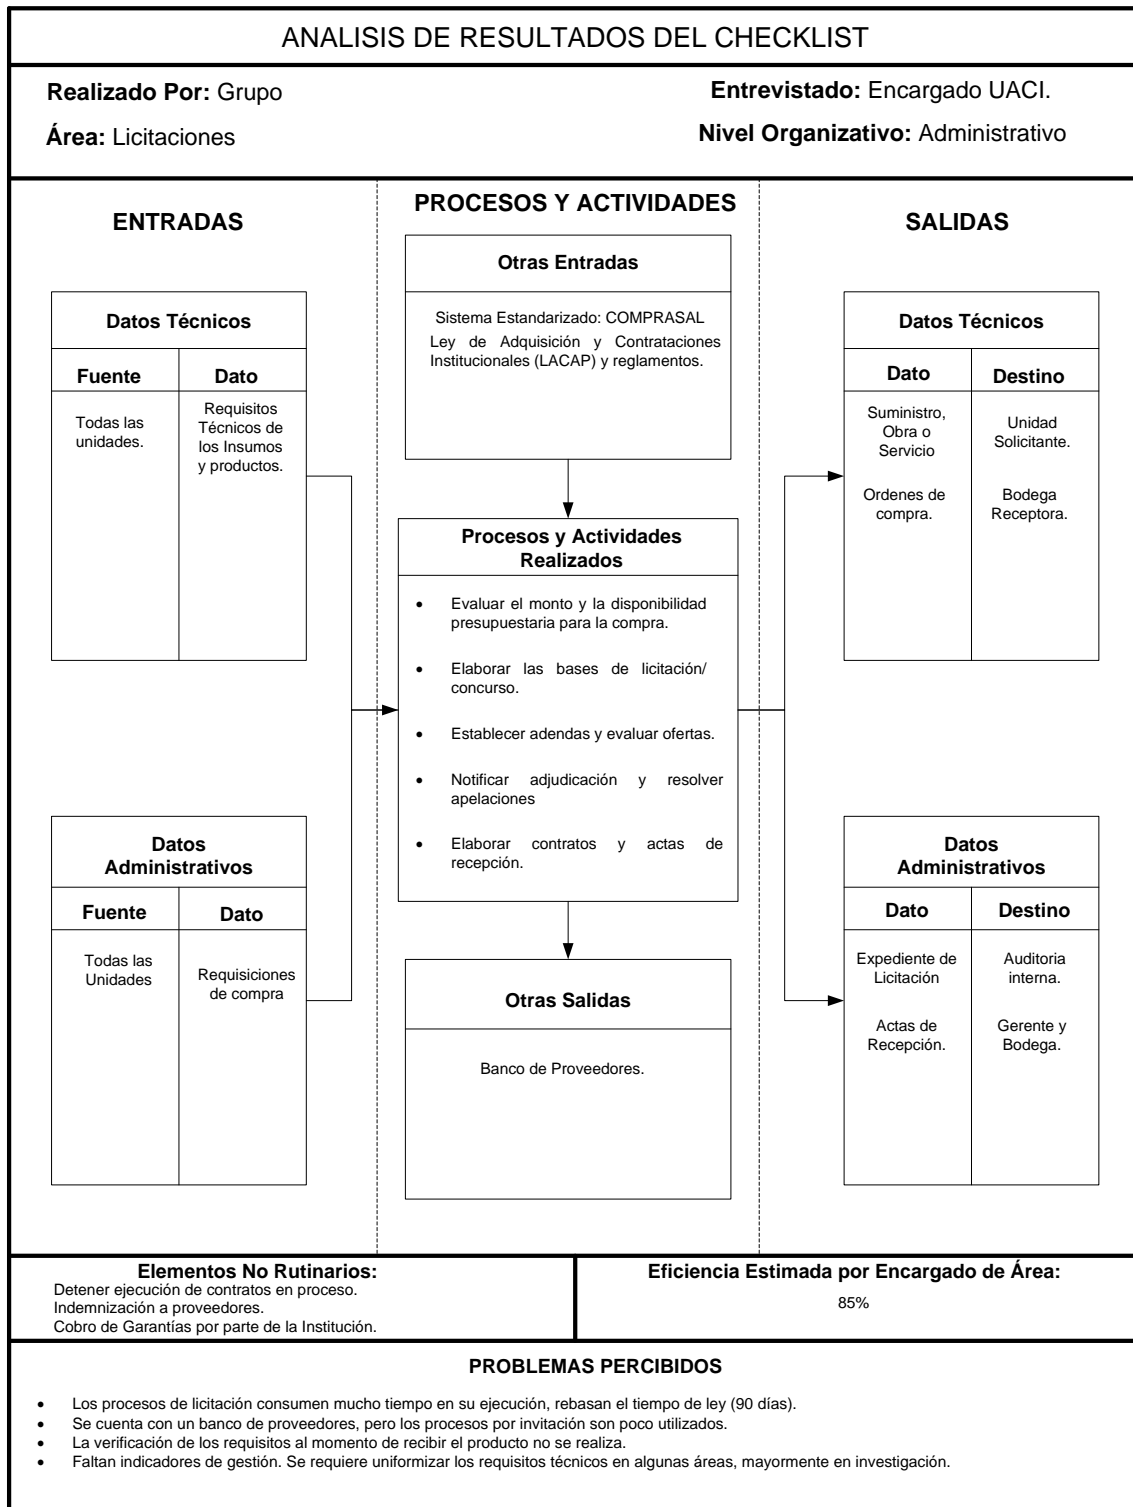 ANALISIS DE RESULTADOS DEL CHECKLIST
Realizado Por: Grupo
Entrevistado: Encargado UACI.
Área: Licitaciones
Nivel Organizativo: Administrativo
ENTRADAS
Datos Técnicos
Fuente
Dato
Todas las
unidades.
Requisitos
Técnicos de
los Insumos
y productos.
Datos
Administrativos
Fuente
Dato
Todas las
Unidades
Requisiciones
de compra
PROCESOS Y ACTIVIDADES
Otras Entradas
Sistema Estandarizado: COMPRASAL
Ley de Adquisición y Contrataciones
Institucionales (LACAP) y reglamentos.
Procesos y Actividades
Realizados
• Evaluar el monto y la disponibilidad
presupuestaria para la compra.
• Elaborar las bases de licitación/
concurso.
• Establecer adendas y evaluar ofertas.
• Notificar adjudicación y resolver
apelaciones
• Elaborar contratos y actas de
recepción.
Otras Salidas
Banco de Proveedores.
SALIDAS
Datos Técnicos
Dato
Destino
Suministro,
Obra o
Servicio
Unidad
Solicitante.
Ordenes de
compra.
Bodega
Receptora.
Datos
Administrativos
Dato
Destino
Expediente de
Licitación
Auditoria
interna.
Actas de
Recepción.
Gerente y
Bodega.
Elementos No Rutinarios:
Detener ejecución de contratos en proceso.
Indemnización a proveedores.
Cobro de Garantías por parte de la Institución.
Eficiencia Estimada por Encargado de Área:
85%
PROBLEMAS PERCIBIDOS
• Los procesos de licitación consumen mucho tiempo en su ejecución, rebasan el tiempo de ley (90 días).
• Se cuenta con un banco de proveedores, pero los procesos por invitación son poco utilizados.
• La verificación de los requisitos al momento de recibir el producto no se realiza.
• Faltan indicadores de gestión. Se requiere uniformizar los requisitos técnicos en algunas áreas, mayormente en investigación.